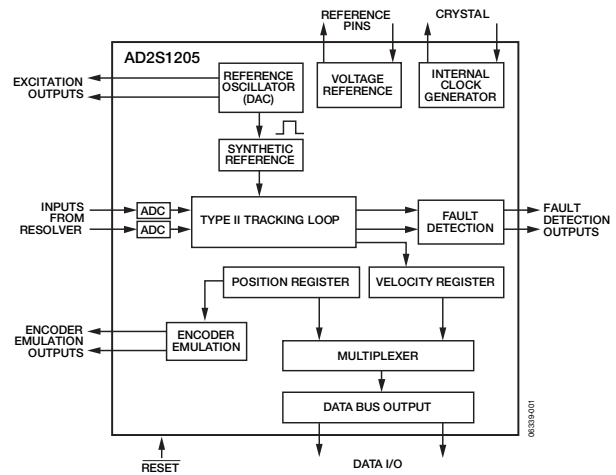 REFERENCE
PINS
CRYSTAL
AD2S1205
EXCITATION
OUTPUTS
REFERENCE
OSCILLATOR
(DAC)
VOLTAGE
REFERENCE
INTERNAL
CLOCK
GENERATOR
SYNTHETIC
REFERENCE
INPUTS
FROM
RESOLVER
ADC
ADC
TYPE II TRACKING LOOP
FAULT
DETECTION
FAULT
DETECTION
OUTPUTS
POSITION REGISTER
VELOCITY REGISTER
ENCODER
EMULATION
OUTPUTS
ENCODER
EMULATION
MULTIPLEXER
DATA BUS OUTPUT
RESET
DATA I/O
06339-001